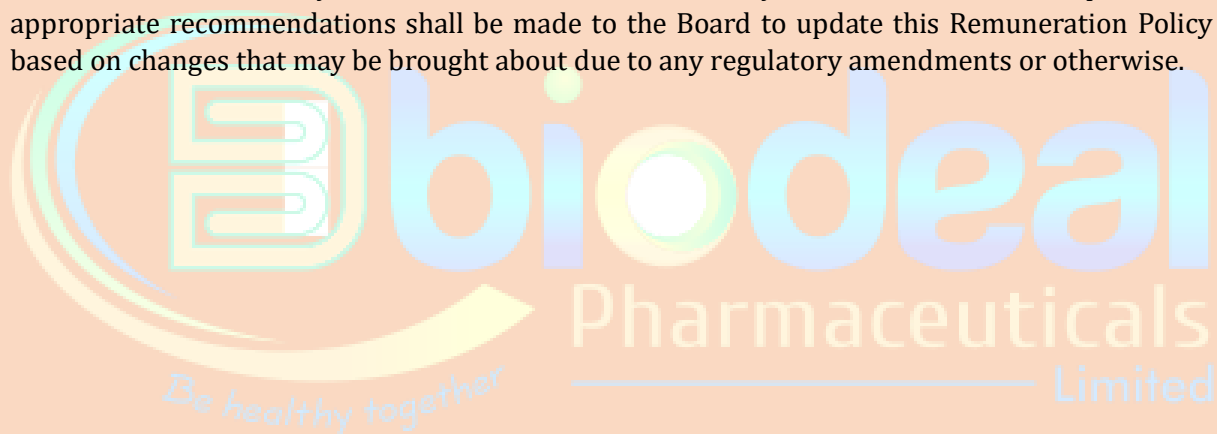 appropriate recommendations shall be made to the Board to update this Remuneration Policy
based on changes that may be brought about due to any regulatory amendments or otherwise.
biodeal
Pharmaceuticals
Limited
Be healthy together